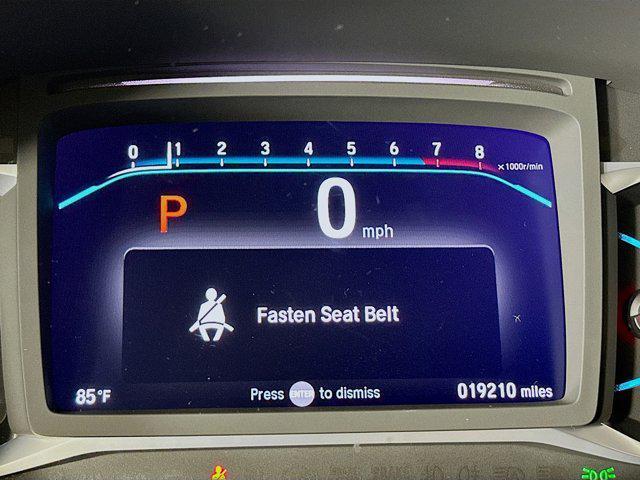 0 1 2 3 4 5 6 7 8 ×1000r/min
P 0 mph
Fasten Seat Belt
85°F Press ENTER to dismiss 019210 miles